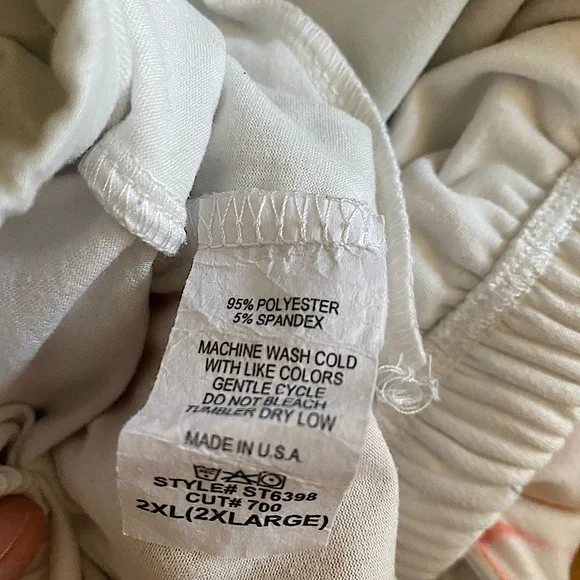 95% POLYESTER
5% SPANDEX
MACHINE WASH COLD
WITH LIKE COLORS
GENTLE CYCLE
DO NOT BLEACH
TUMBLER DRY LOW
MADE IN U.S.A
STYLE# ST6398
CUT# 700
2XL(2XLARGE)